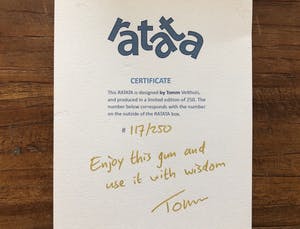 ratata
CERTIFICATE
This RATATA is designed by Tomm Velthuis,
and produced in a limited edition of 250. The
number below corresponds with the number
on the outside of the RATATA box.
# 117/250
Enjoy this gun and
use it with wisdom
Tomm